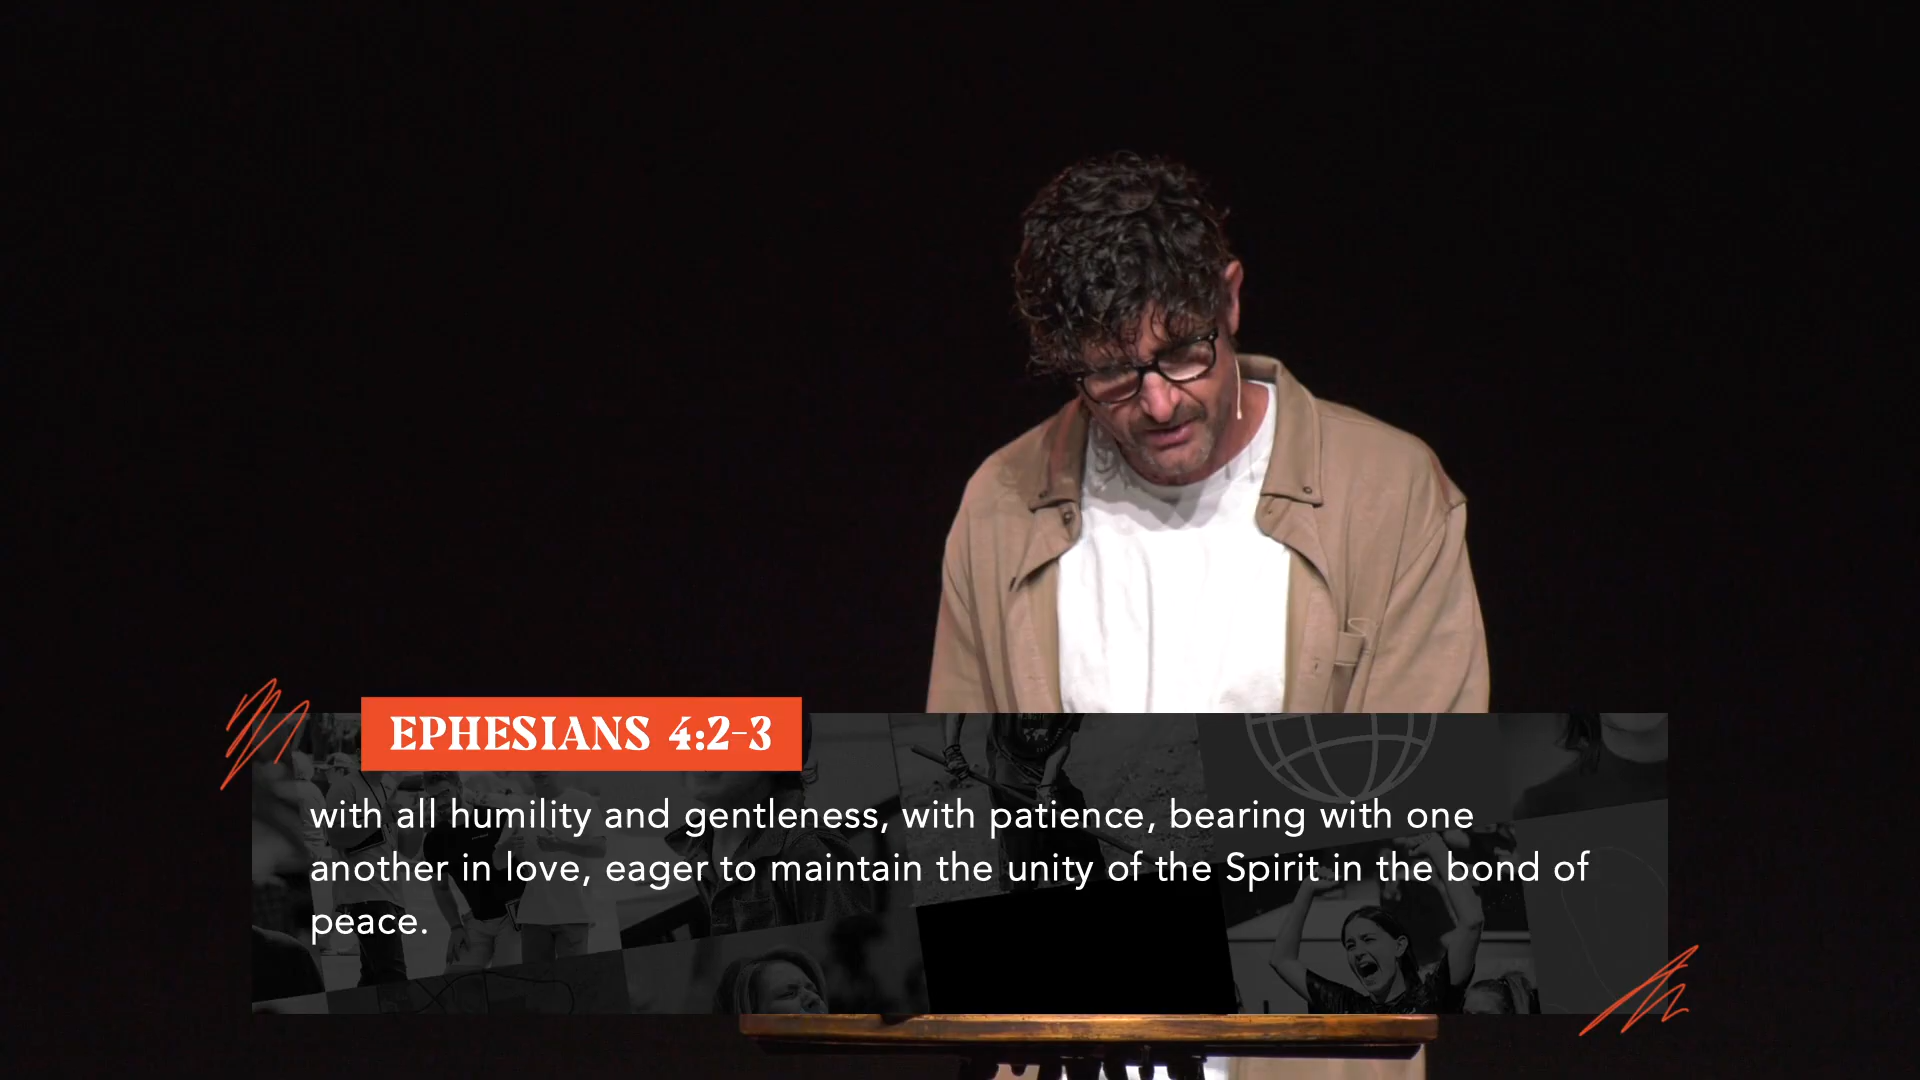 EPHESIANS 4:2-3
with all humility and gentleness, with patience, bearing with one
another in love, eager to maintain the unity of the Spirit in the bond of
peace.